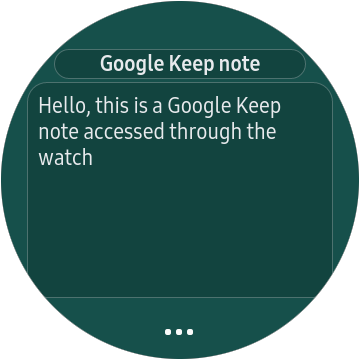 Google Keep note
Hello, this is a Google Keep
note accessed through the
watch